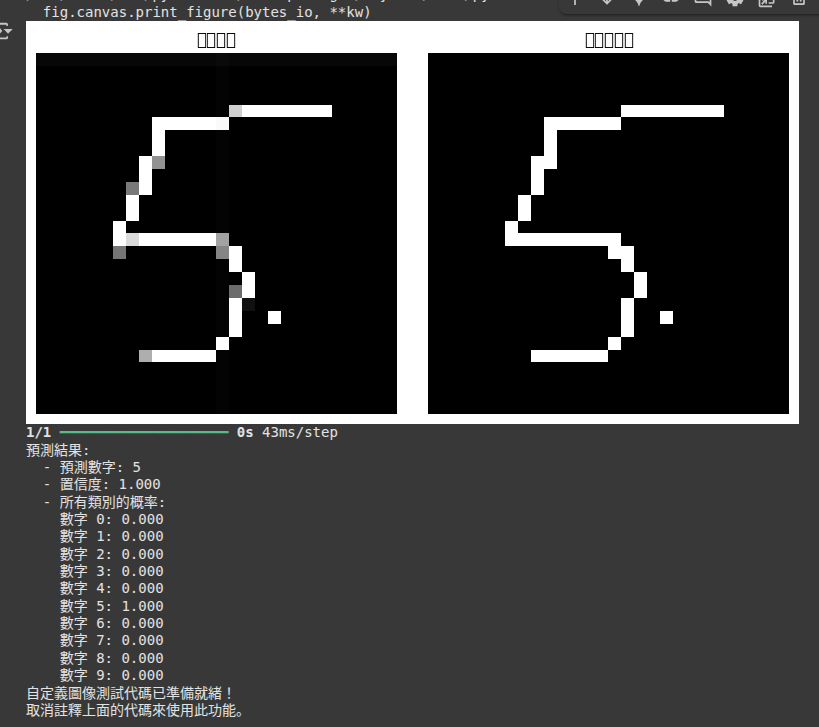 fig.canvas.print_figure(bytes_io, **kw)
□□□□ □□□□□
5.
5.
1/1 ━━━━━━━━━━━━━━━━━━━━ 0s 43ms/step
預測結果:
- 預測數字: 5
- 置信度: 1.000
- 所有類別的概率:
數字 0: 0.000
數字 1: 0.000
數字 2: 0.000
數字 3: 0.000
數字 4: 0.000
數字 5: 1.000
數字 6: 0.000
數字 7: 0.000
數字 8: 0.000
數字 9: 0.000
自定義圖像測試代碼已準備就緒！
取消註釋上面的代碼來使用此功能。